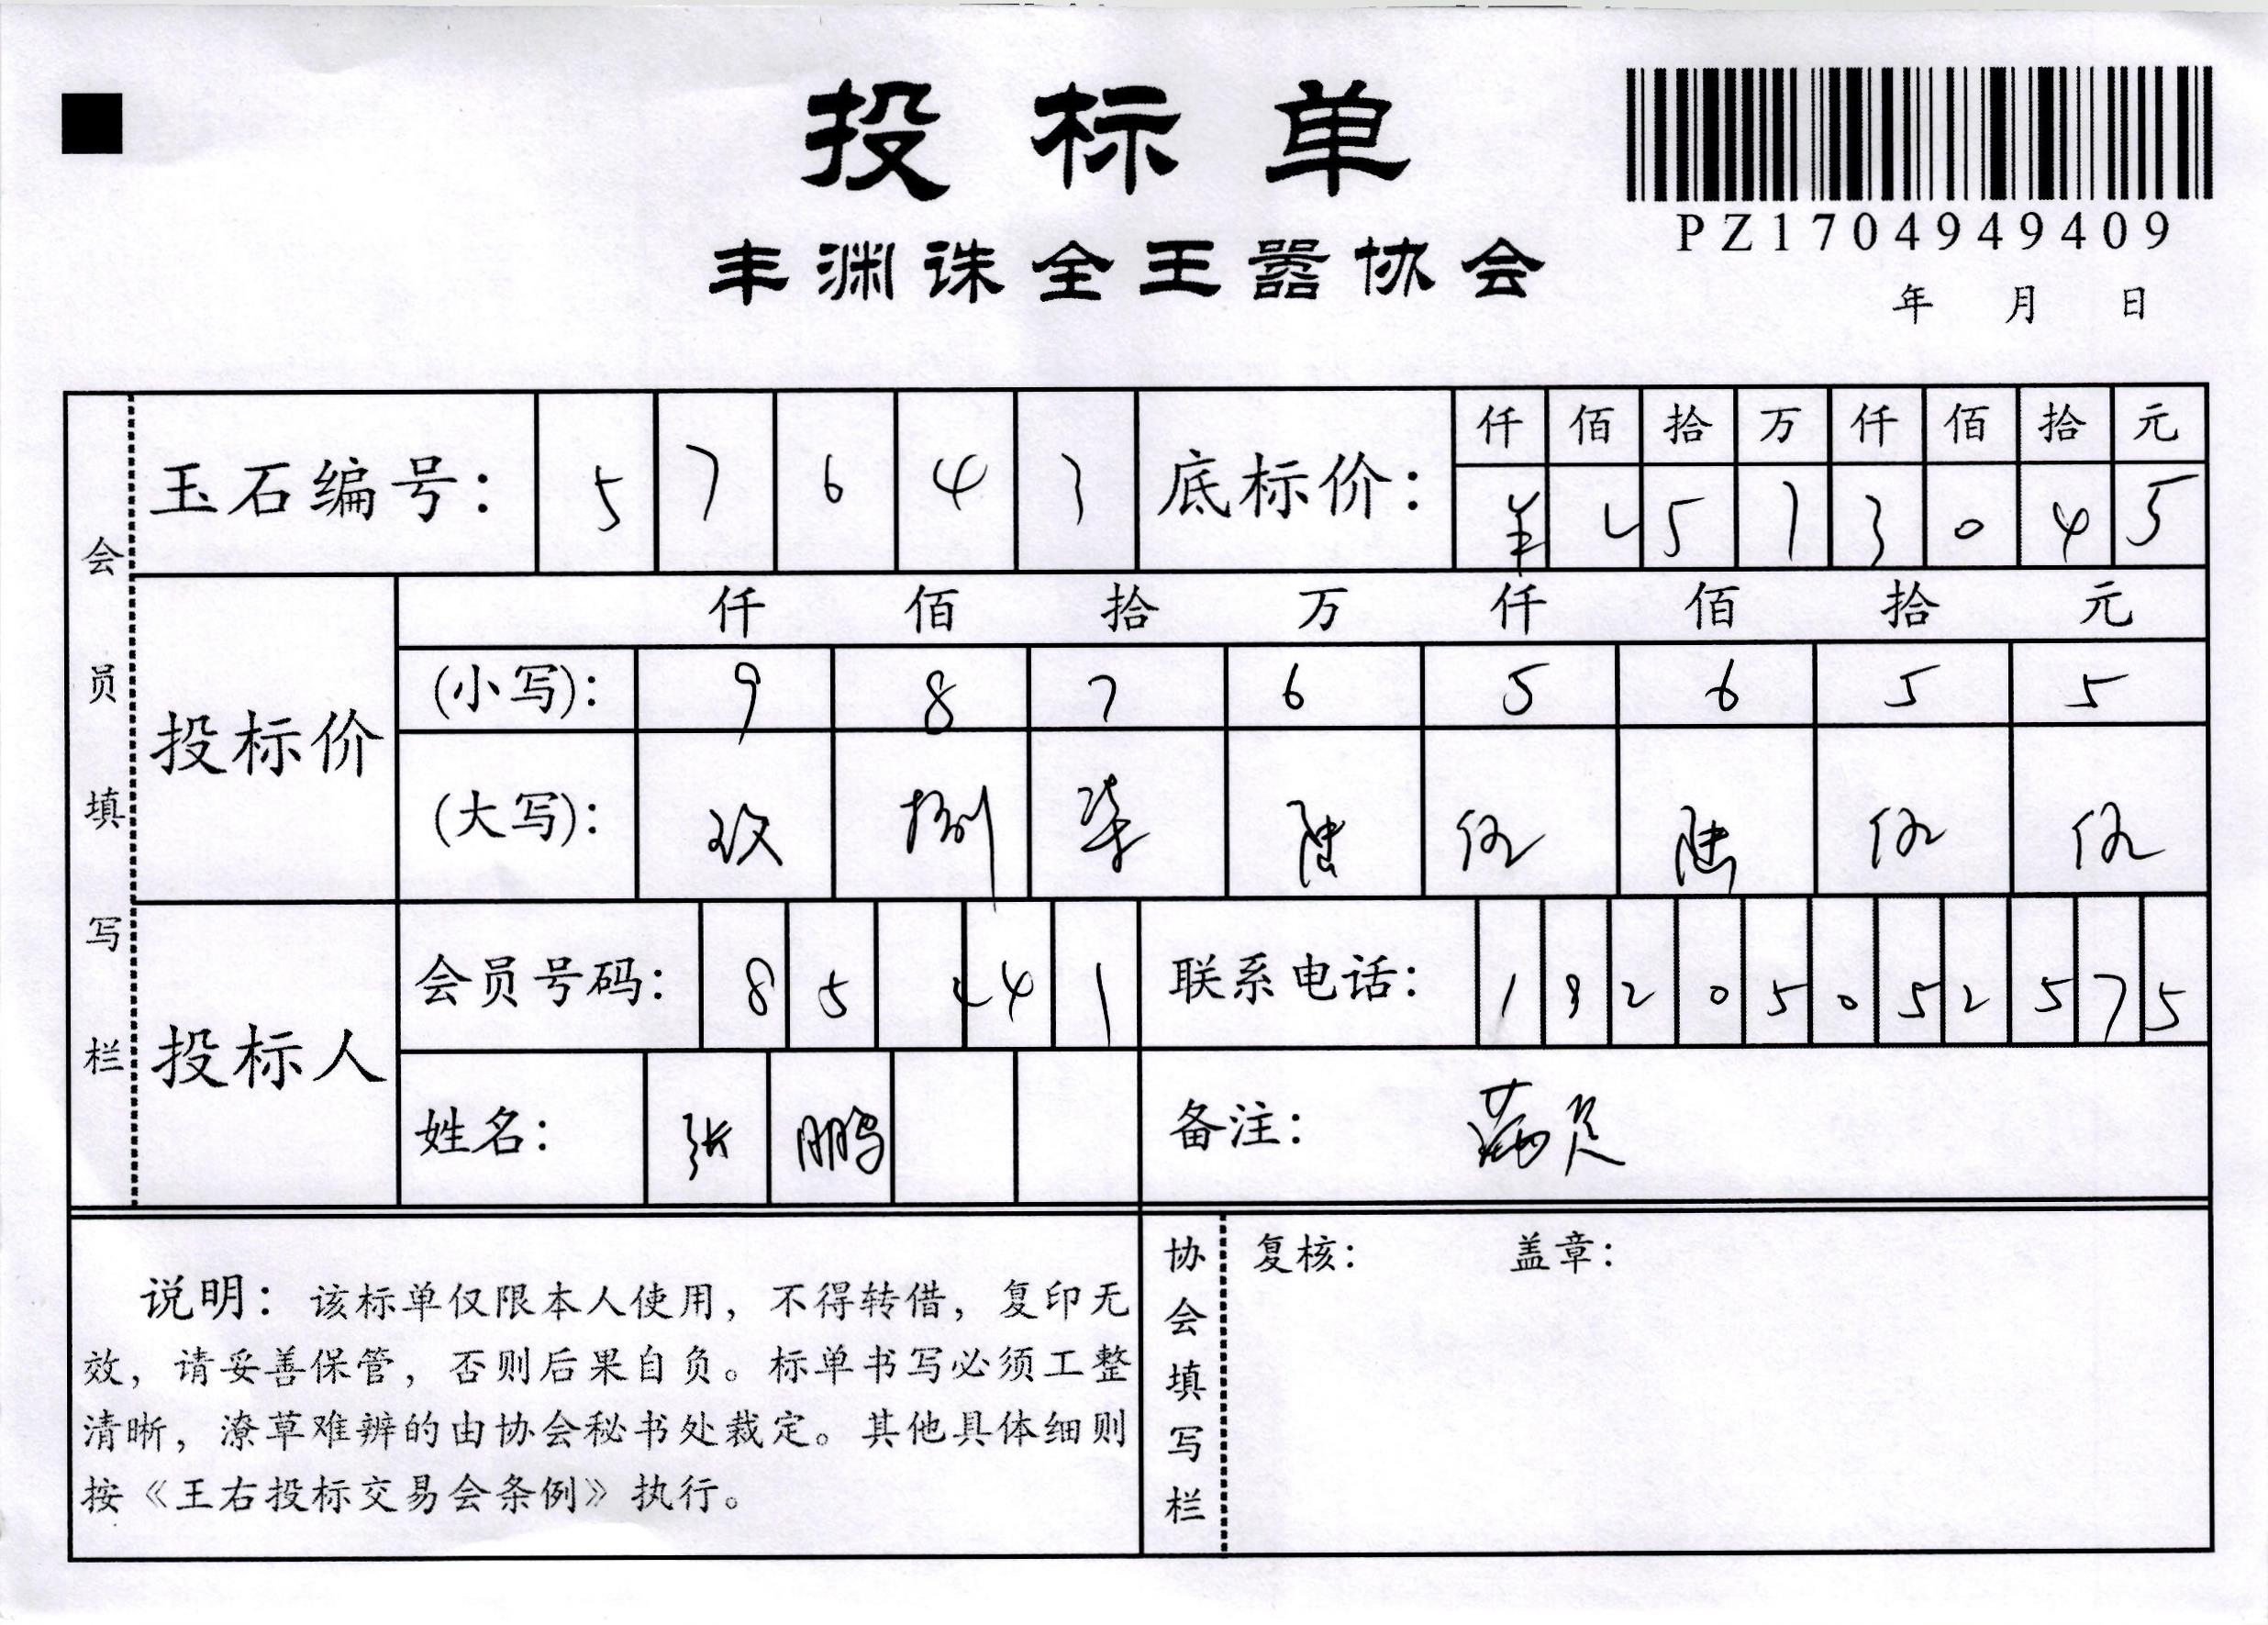 投标单
PZ1704949409
丰渊诛全王嚣协会
年 月 日
会员填写栏
玉石编号: 5 7 6 4 3
底标价: 仟 佰 拾 万 仟 佰 拾 元
5 1 3 0 4 5
投标价
仟 佰 拾 万 仟 佰 拾 元
(小写): 9 8 7 6 5 6 5 5
(大写): 玖 捌 柒 陆 伍 陆 伍 伍
投标人
会员号码: 8 5 4 4 1
联系电话: 1 3 2 0 5 0 5 2 5 7 5
姓名: 张 鹏
备注: 满足
说明: 该标单仅限本人使用, 不得转借, 复印无
效, 请妥善保管, 否则后果自负。标单书写必须工整
清晰, 潦草难辨的由协会秘书处裁定。其他具体细则
按《王右投标交易会条例》执行。
协会填写栏
复核: 盖章: